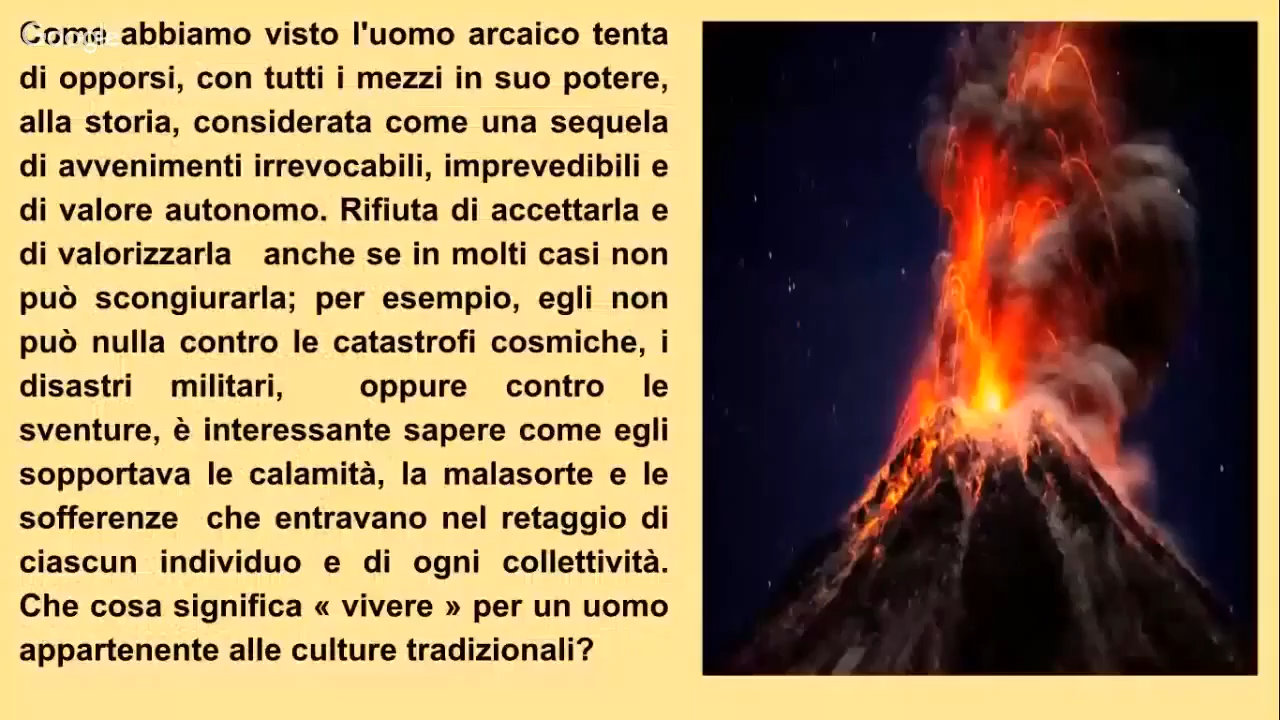 Come abbiamo visto l'uomo arcaico tenta
di opporsi, con tutti i mezzi in suo potere,
alla storia, considerata come una sequela
di avvenimenti irrevocabili, imprevedibili e
di valore autonomo. Rifiuta di accettarla e
di valorizzarla anche se in molti casi non
può scongiurarla; per esempio, egli non
può nulla contro le catastrofi cosmiche, i
disastri militari, oppure contro le
sventure, è interessante sapere come egli
sopportava le calamità, la malasorte e le
sofferenze che entravano nel retaggio di
ciascun individuo e di ogni collettività.
Che cosa significa « vivere » per un uomo
appartenente alle culture tradizionali?